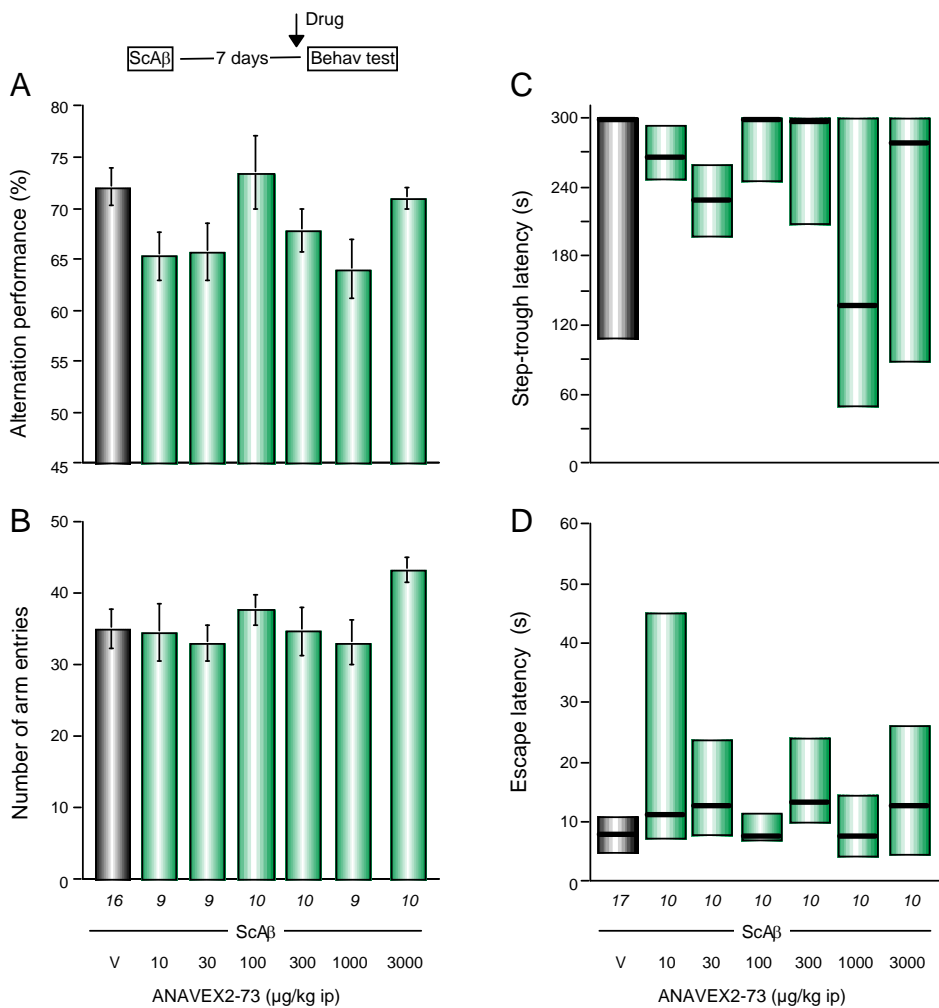 Drug
ScAβ 7 days Behav test
A
80
75
70
65
60
55
50
45
Alternation performance (%)
C
300
240
180
120
60
0
Step-trough latency (s)
B
50
40
30
20
10
0
Number of arm entries
16 9 9 10 10 9 10
ScAβ
V 10 30 100 300 1000 3000
ANAVEX2-73 (µg/kg ip)
D
60
50
40
30
20
10
0
Escape latency (s)
17 10 10 10 10 10 10
ScAβ
V 10 30 100 300 1000 3000
ANAVEX2-73 (µg/kg ip)